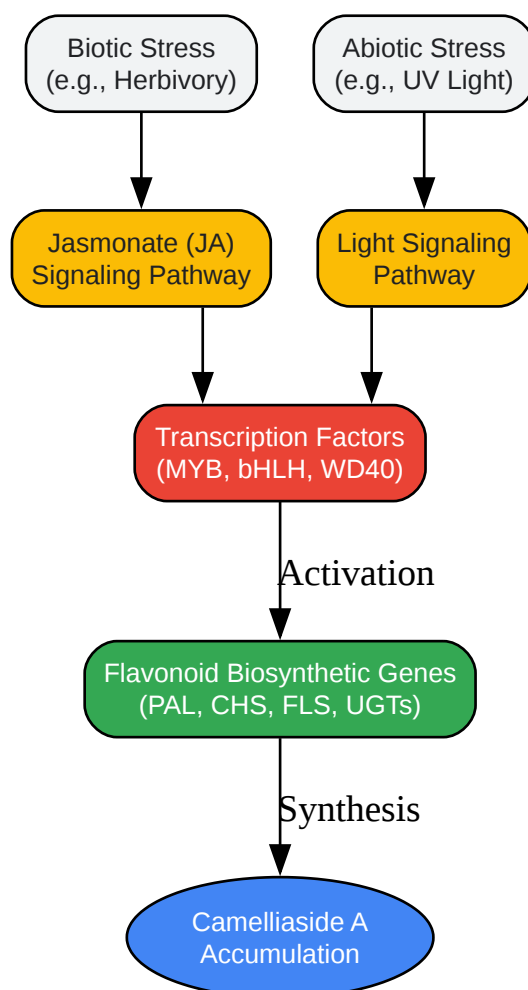 Biotic Stress
(e.g., Herbivory)
Abiotic Stress
(e.g., UV Light)
Jasmonate (JA)
Signaling Pathway
Light Signaling
Pathway
Transcription Factors
(MYB, bHLH, WD40)
Activation
Flavonoid Biosynthetic Genes
(PAL, CHS, FLS, UGTs)
Synthesis
Camelliaside A
Accumulation